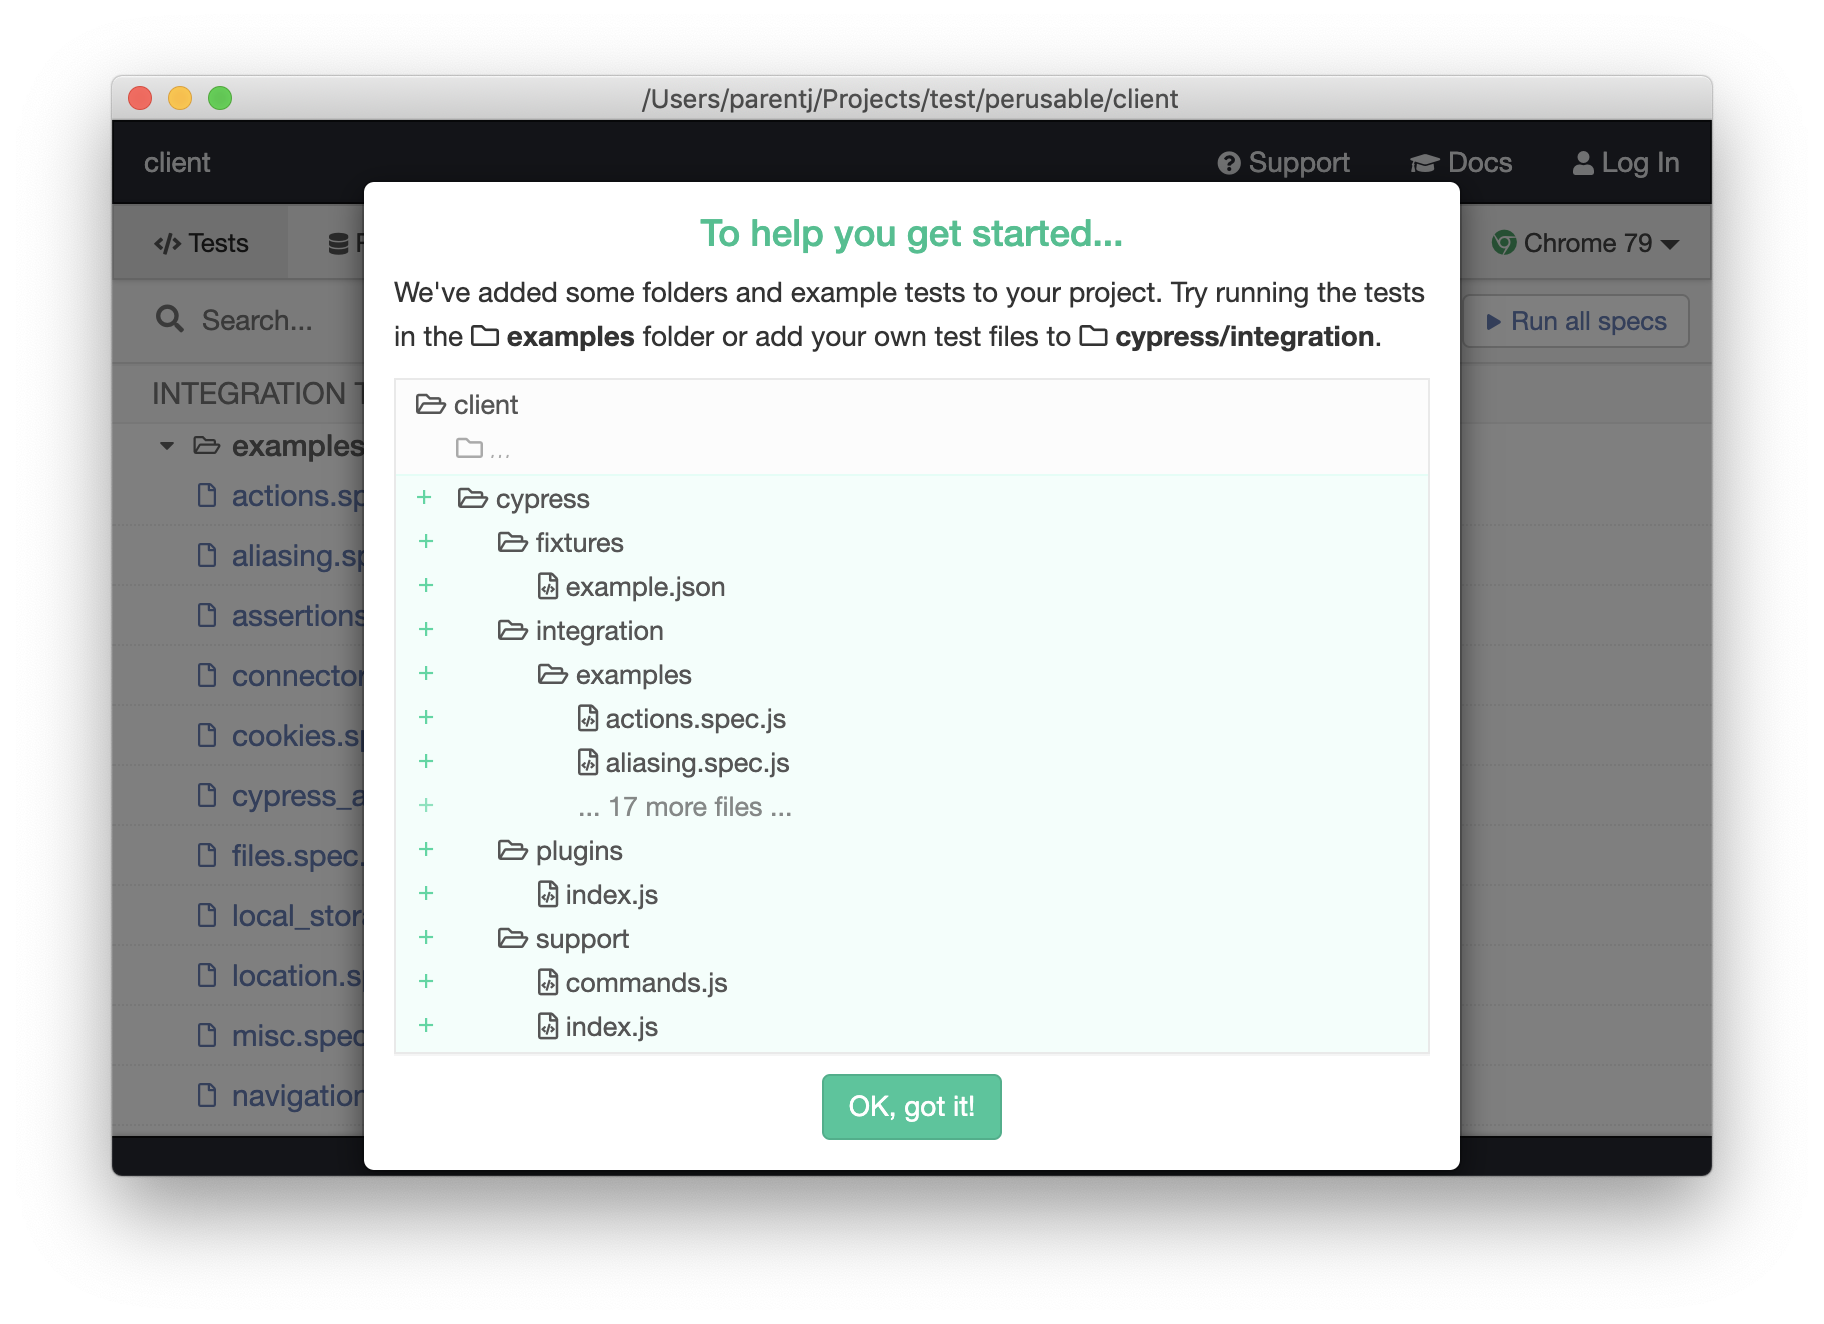 /Users/parentj/Projects/test/perusable/client
client
Support
Docs
Log In
Tests
Chrome 79
Search...
Run all specs
INTEGRATION
examples
actions.sp
aliasing.sp
assertions
connector
cookies.s
cypress_a
files.spec.
local_stor
location.s
misc.spec
navigation
To help you get started...
We've added some folders and example tests to your project. Try running the tests
in the examples folder or add your own test files to cypress/integration.
client
...
+ cypress
+ fixtures
+ example.json
+ integration
+ examples
+ actions.spec.js
+ aliasing.spec.js
+ ... 17 more files ...
+ plugins
+ index.js
+ support
+ commands.js
+ index.js
OK, got it!